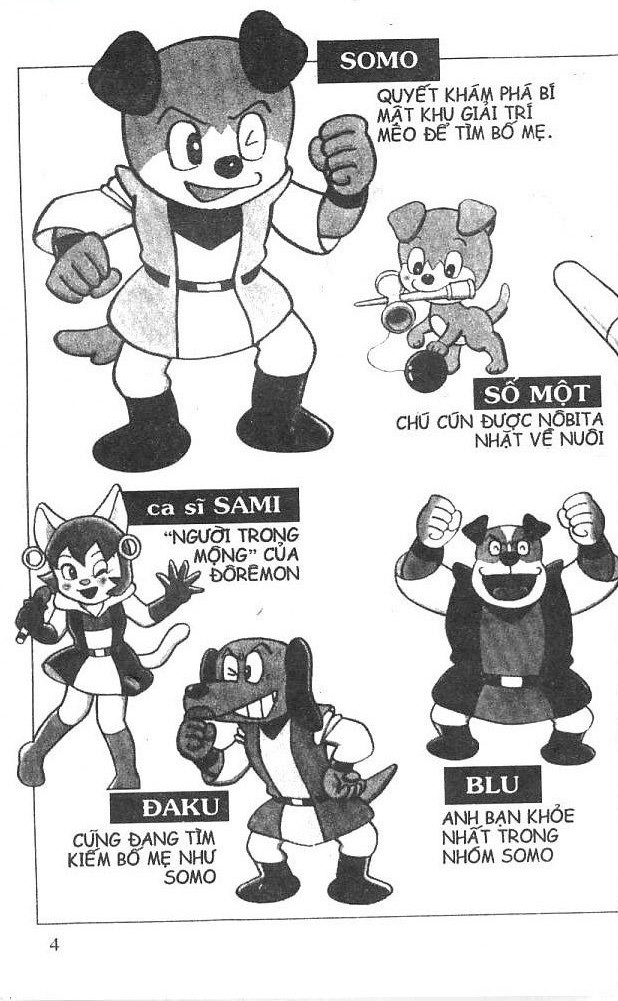 SOMO
QUYẾT KHÁM PHÁ BÍ
MẬT KHU GIẢI TRÍ
MÈO ĐỂ TÌM BỐ MẸ.
SỐ MỘT
CHÚ CÚN ĐƯỢC NÔBITA
NHẶT VỀ NUÔI
ca sĩ SAMI
“NGƯỜI TRONG
MỘNG” CỦA
ĐÔRÊMON
ĐAKU
CŨNG ĐANG TÌM
KIẾM BỐ MẸ NHƯ
SOMO
BLU
ANH BẠN KHỎE
NHẤT TRONG
NHÓM SOMO
4